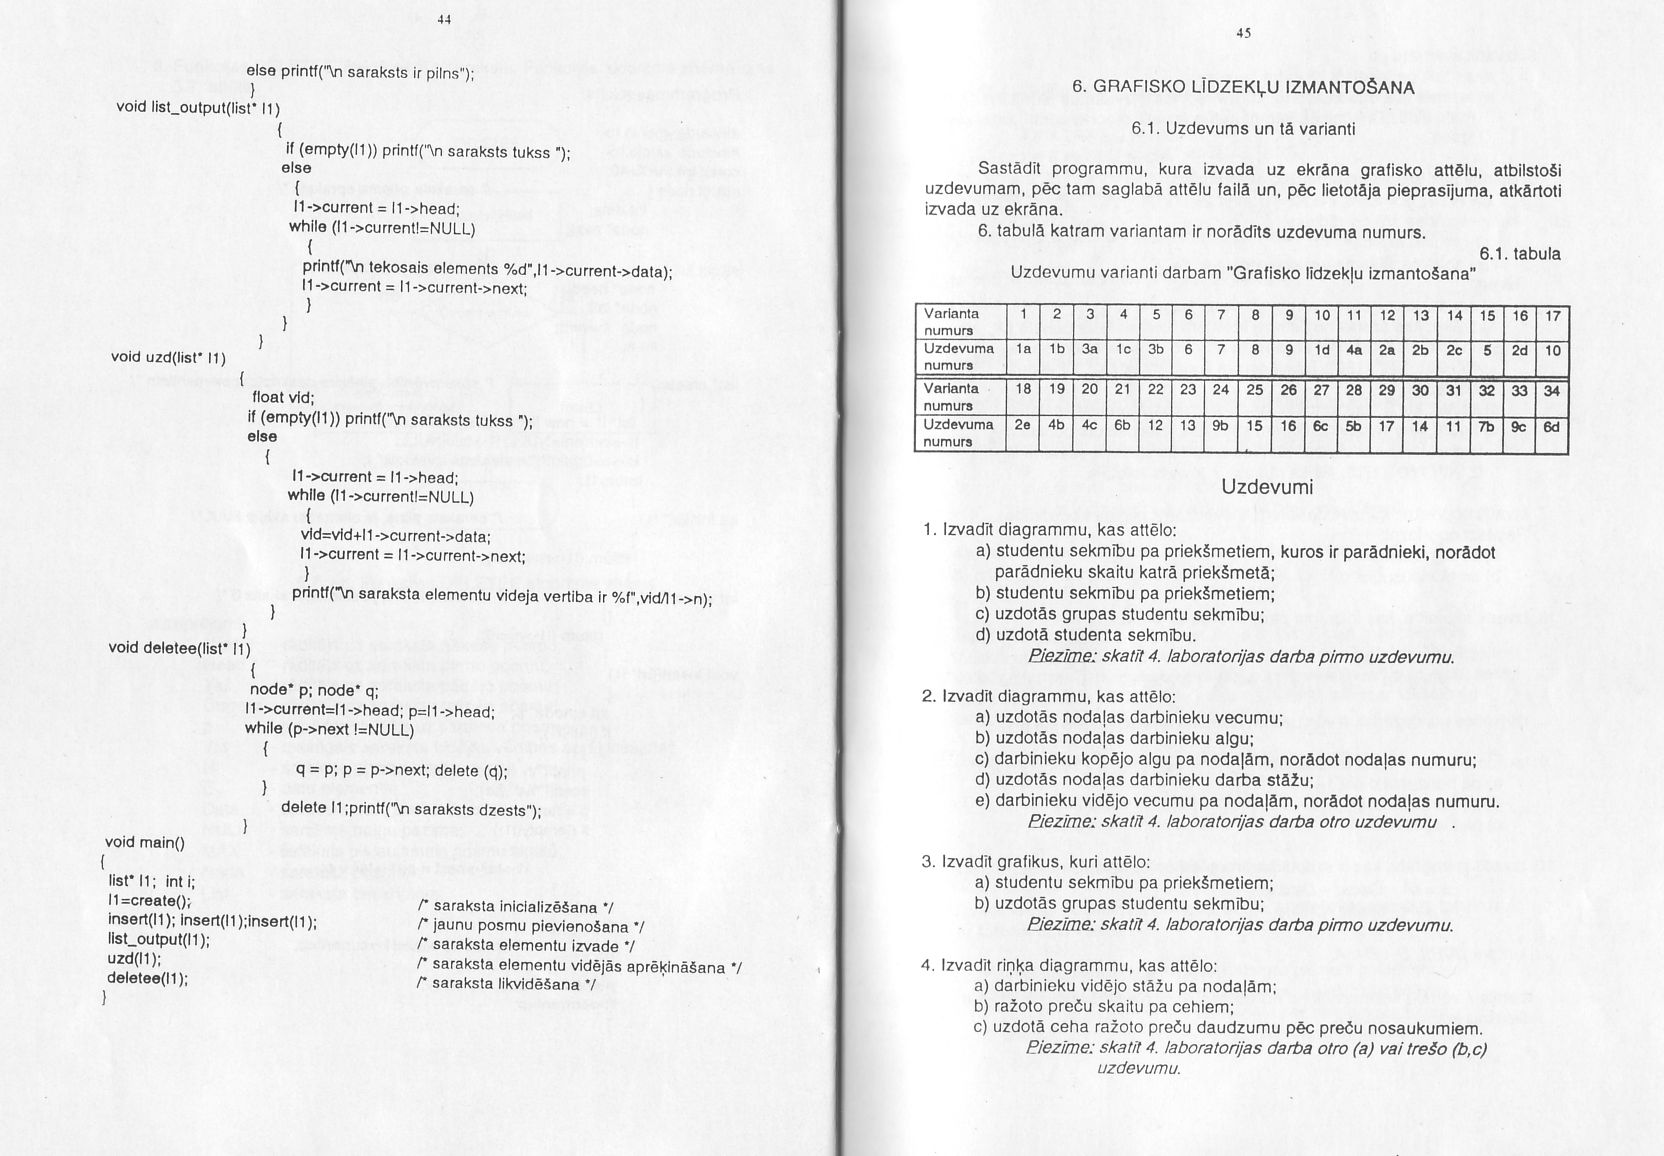 44
else printf("\n saraksts ir pilns");
}
void list_output(list* l1)
{
if (empty(l1)) printf("\n saraksts tukss ");
else
{
l1->current = l1->head;
while (l1->current!=NULL)
{
printf("\n tekosais elements %d",l1->current->data);
l1->current = l1->current->next;
}
}
}
void uzd(list* l1)
{
float vid;
if (empty(l1)) printf("\n saraksts tukss ");
else
{
l1->current = l1->head;
while (l1->current!=NULL)
{
vid=vid+l1->current->data;
l1->current = l1->current->next;
}
printf("\n saraksta elementu videja vertiba ir %f",vid/l1->n);
}
}
void deletee(list* l1)
{
node* p; node* q;
l1->current=l1->head; p=l1->head;
while (p->next !=NULL)
{
q = p; p = p->next; delete (q);
}
delete l1;printf("\n saraksts dzests");
}
void main()
{
list* l1; int i;
l1=create(); /* saraksta inicializēšana */
insert(l1); insert(l1);insert(l1); /* jaunu posmu pievienošana */
list_output(l1); /* saraksta elementu izvade */
uzd(l1); /* saraksta elementu vidējās aprēķināšana */
deletee(l1); /* saraksta likvidēšana */
}
45
6. GRAFISKO LĪDZEKĻU IZMANTOŠANA
6.1. Uzdevums un tā varianti
Sastādīt programmu, kura izvada uz ekrāna grafisko attēlu, atbilstoši
uzdevumam, pēc tam saglabā attēlu failā un, pēc lietotāja pieprasījuma, atkārtoti
izvada uz ekrāna.
6. tabulā katram variantam ir norādīts uzdevuma numurs.
6.1. tabula
Uzdevumu varianti darbam "Grafisko līdzekļu izmantošana"
Varianta numurs 1 2 3 4 5 6 7 8 9 10 11 12 13 14 15 16 17
Uzdevuma numurs 1a 1b 3a 1c 3b 6 7 8 9 1d 4a 2a 2b 2c 5 2d 10
Varianta numurs 18 19 20 21 22 23 24 25 26 27 28 29 30 31 32 33 34
Uzdevuma numurs 2e 4b 4c 6b 12 13 9b 15 16 6c 5b 17 14 11 7b 9c 6d
Uzdevumi
1. Izvadīt diagrammu, kas attēlo:
a) studentu sekmību pa priekšmetiem, kuros ir parādnieki, norādot
parādnieku skaitu katrā priekšmetā;
b) studentu sekmību pa priekšmetiem;
c) uzdotās grupas studentu sekmību;
d) uzdotā studenta sekmību.
Piezīme: skatīt 4. laboratorijas darba pirmo uzdevumu.
2. Izvadīt diagrammu, kas attēlo:
a) uzdotās nodaļas darbinieku vecumu;
b) uzdotās nodaļas darbinieku algu;
c) darbinieku kopējo algu pa nodaļām, norādot nodaļas numuru;
d) uzdotās nodaļas darbinieku darba stāžu;
e) darbinieku vidējo vecumu pa nodaļām, norādot nodaļas numuru.
Piezīme: skatīt 4. laboratorijas darba otro uzdevumu .
3. Izvadīt grafikus, kuri attēlo:
a) studentu sekmību pa priekšmetiem;
b) uzdotās grupas studentu sekmību;
Piezīme: skatīt 4. laboratorijas darba pirmo uzdevumu.
4. Izvadīt riņķa diagrammu, kas attēlo:
a) darbinieku vidējo stāžu pa nodaļām;
b) ražoto preču skaitu pa cehiem;
c) uzdotā ceha ražoto preču daudzumu pēc preču nosaukumiem.
Piezīme: skatīt 4. laboratorijas darba otro (a) vai trešo (b,c)
uzdevumu.